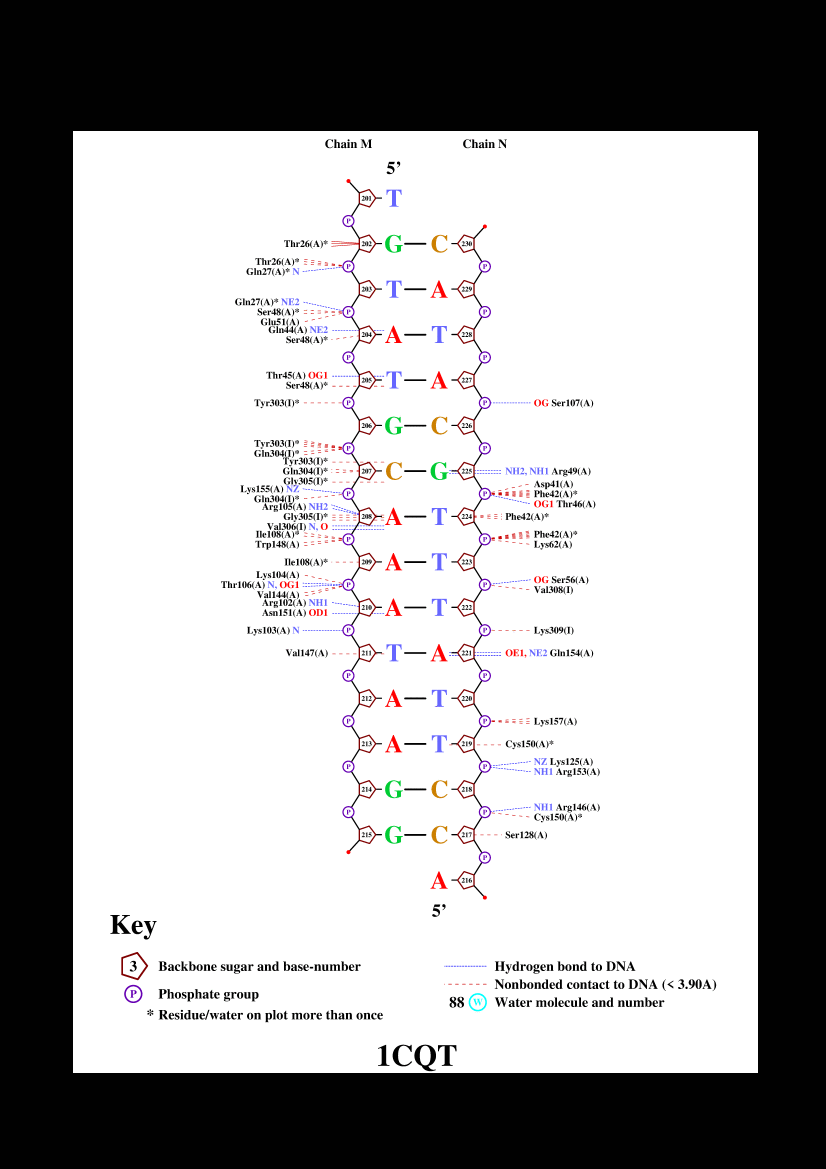 Chain M Chain N
5’
201 T
P
Thr26(A)* 202 G C 230
Thr26(A)*
Gln27(A)* N P P
203 T A 229
Gln27(A)* NE2
Ser48(A)* P P
Glu51(A)
Gln44(A) NE2
204 A T 228
Ser48(A)*
P P
Thr45(A) OG1
205 T A 227
Ser48(A)*
Tyr303(I)* P P OG Ser107(A)
206 G C 226
Tyr303(I)*
P P
Gln304(I)*
Tyr303(I)*
Gln304(I)* 207 C G 225 NH2, NH1 Arg49(A)
Gly305(I)*
Asp41(A)
Lys155(A) NZ
P P Phe42(A)*
Gln304(I)*
OG1 Thr46(A)
Arg105(A) NH2
Gly305(I)* 208 A T 224 Phe42(A)*
Val306(I) N, O
Ile108(A)* Phe42(A)*
P P
Trp148(A) Lys62(A)
Ile108(A)* 209 A T 223
Lys104(A)
OG Ser56(A)
Thr106(A) N, OG1 P P
Val308(I)
Val144(A)
Arg102(A) NH1
210 A T 222
Asn151(A) OD1
Lys103(A) N P P Lys309(I)
Val147(A) 211 T A 221 OE1, NE2 Gln154(A)
P P
212 A T 220
P P Lys157(A)
213 A T 219 Cys150(A)*
NZ Lys125(A)
P P
NH1 Arg153(A)
214 G C 218
NH1 Arg146(A)
P P
Cys150(A)*
215 G C 217 Ser128(A)
P
A 216
5’
Key
3 Backbone sugar and base-number Hydrogen bond to DNA
Nonbonded contact to DNA (< 3.90A)
P Phosphate group 88 W Water molecule and number
* Residue/water on plot more than once
1CQT